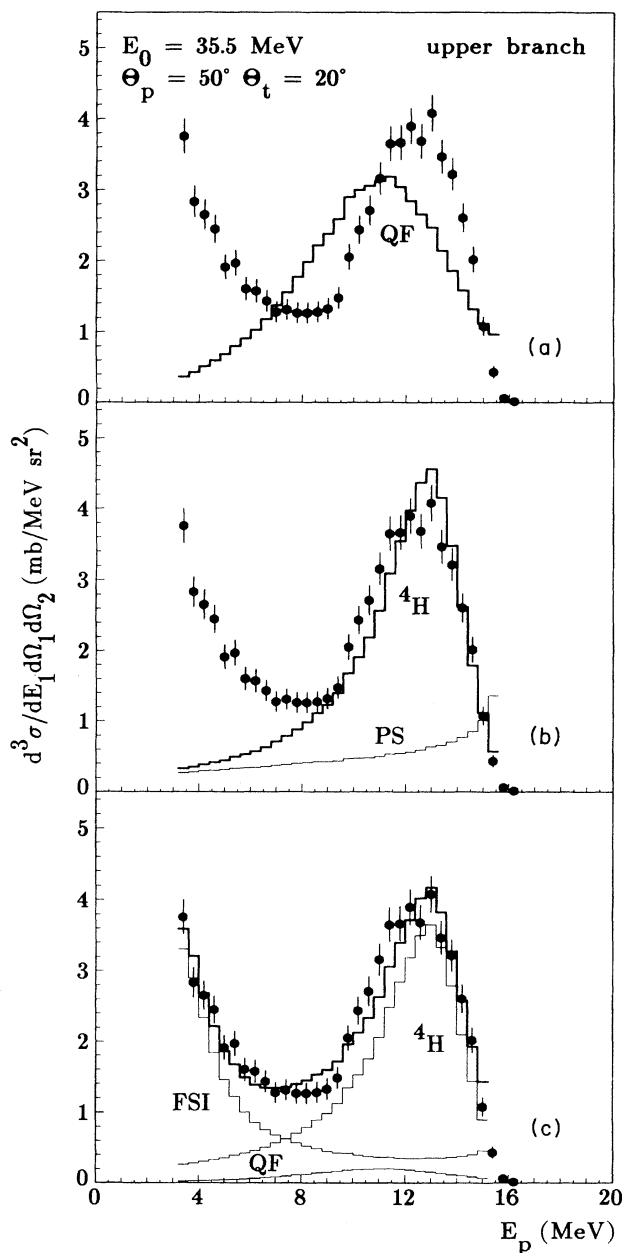 E₀ = 35.5 MeV upper branch
Θₚ = 50° Θₜ = 20°
5
4
3
2
1
0
QF
(a)
d³σ/dE₁dΩ₁dΩ₂ (mb/MeV sr²)
5
4
3
2
1
0
⁴H
PS
(b)
5
4
3
2
1
0
⁴H
FSI
QF
(c)
0 4 8 12 16 20
Eₚ (MeV)